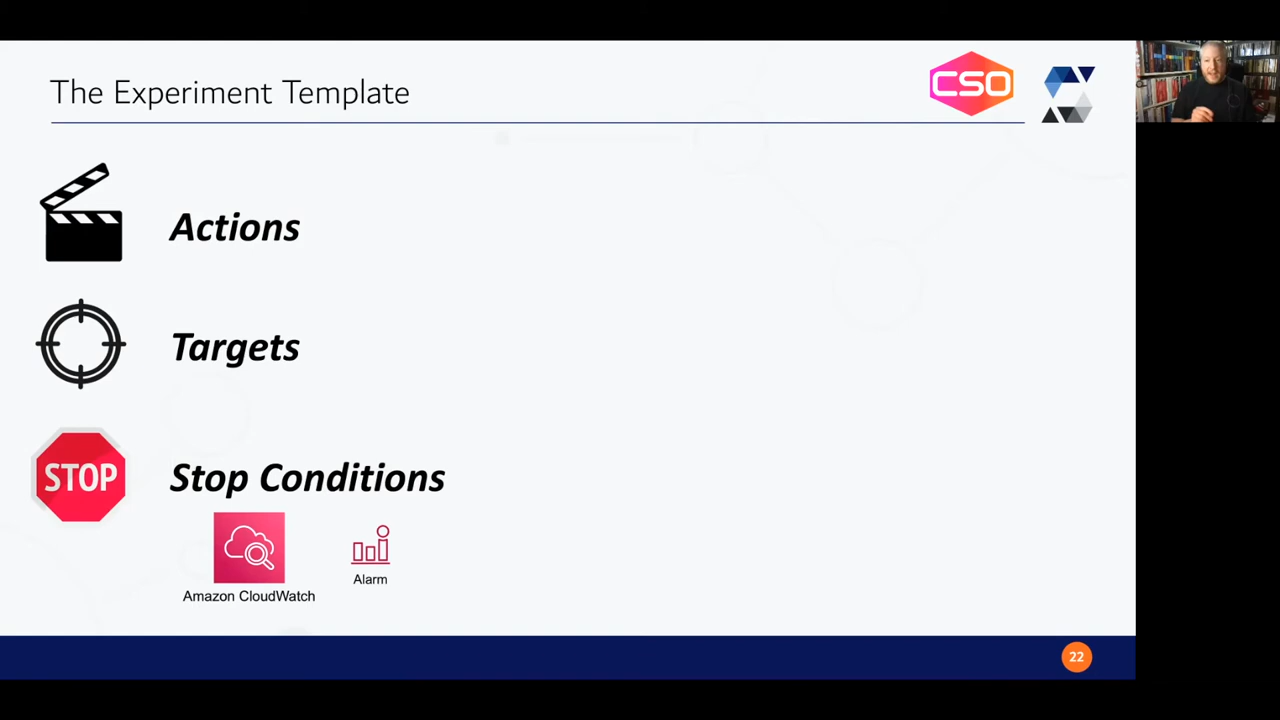 The Experiment Template
CSO
Actions
Targets
STOP
Stop Conditions
Amazon CloudWatch
Alarm
22